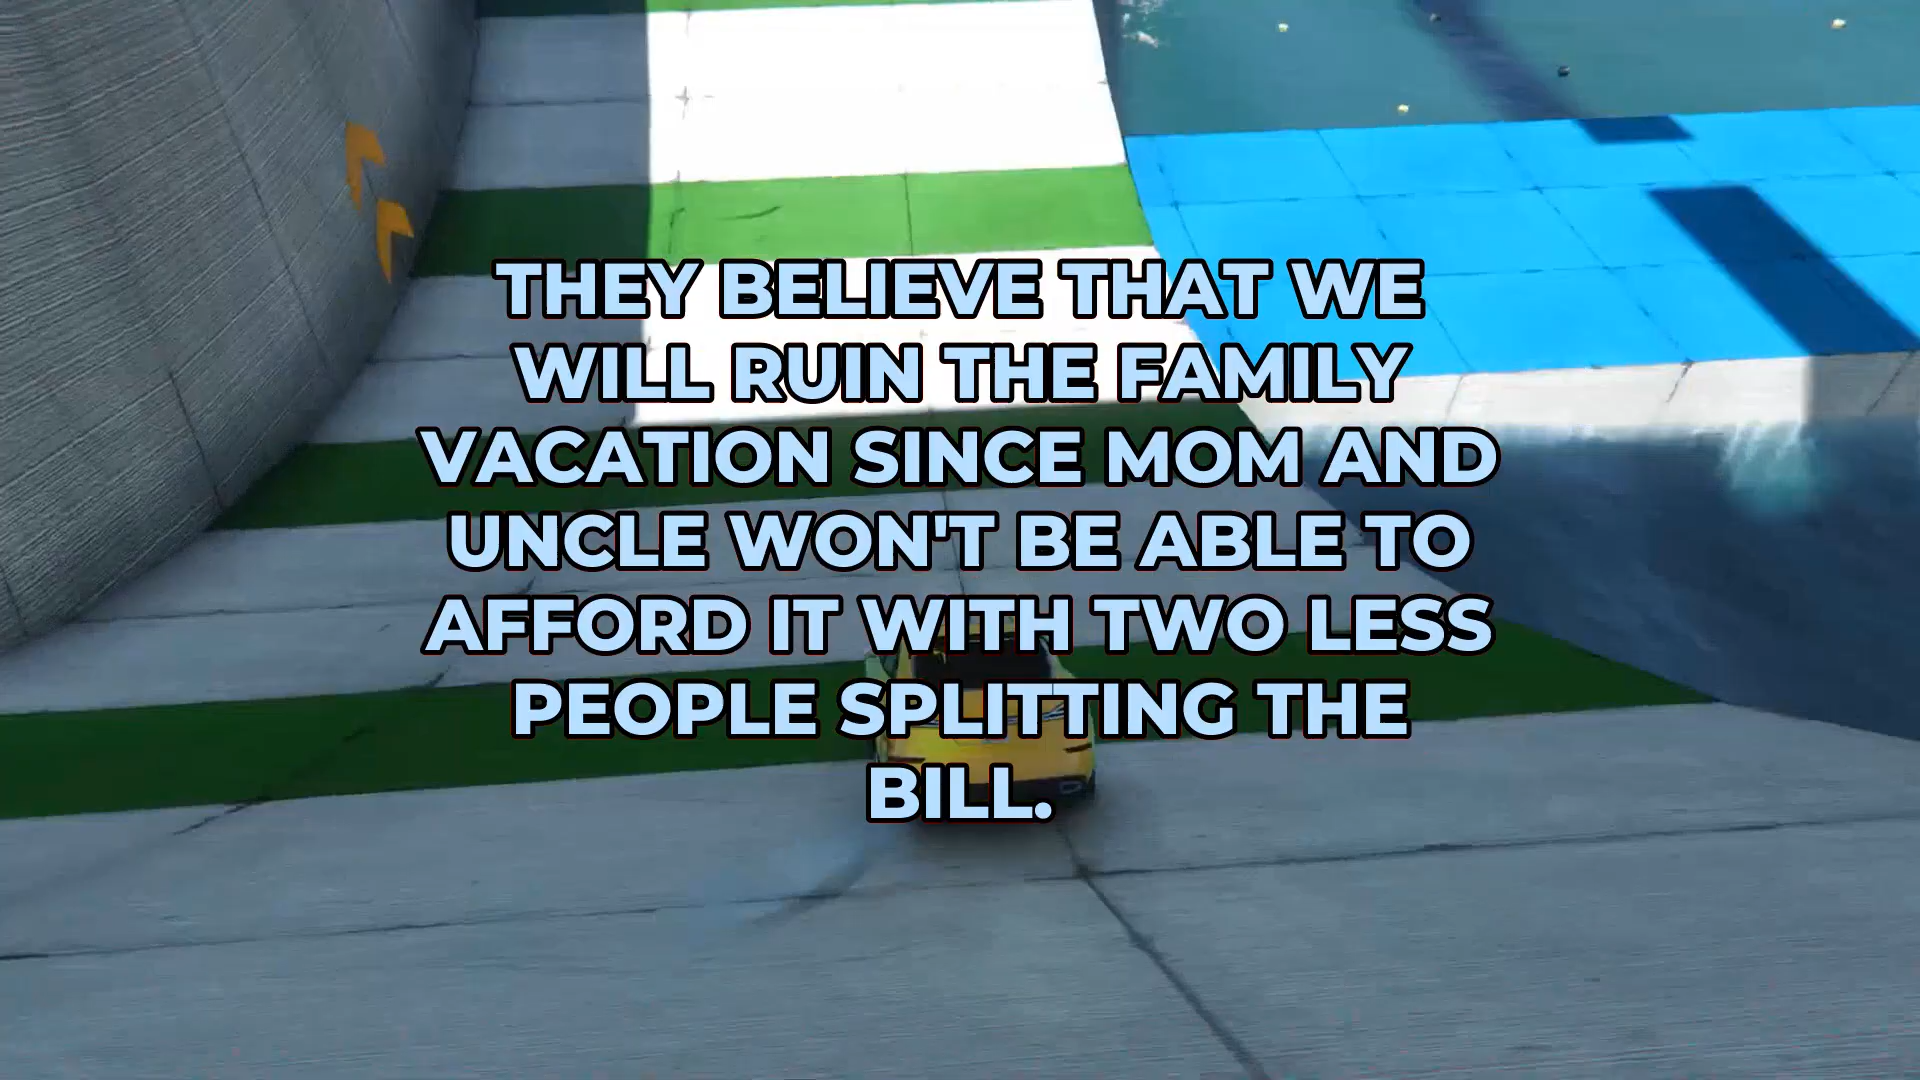 THEY BELIEVE THAT WE
WILL RUIN THE FAMILY
VACATION SINCE MOM AND
UNCLE WON'T BE ABLE TO
AFFORD IT WITH TWO LESS
PEOPLE SPLITTING THE
BILL.